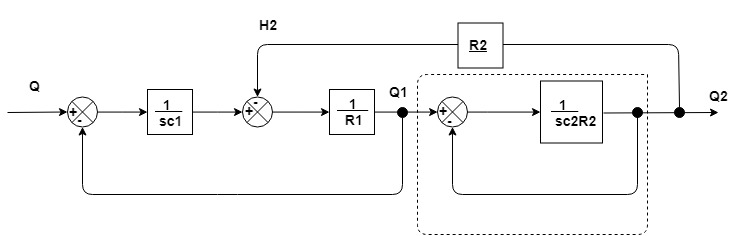 H2
R2
Q
+
-
1
sc1
-
+
1
R1
Q1
+
-
1
sc2R2
Q2